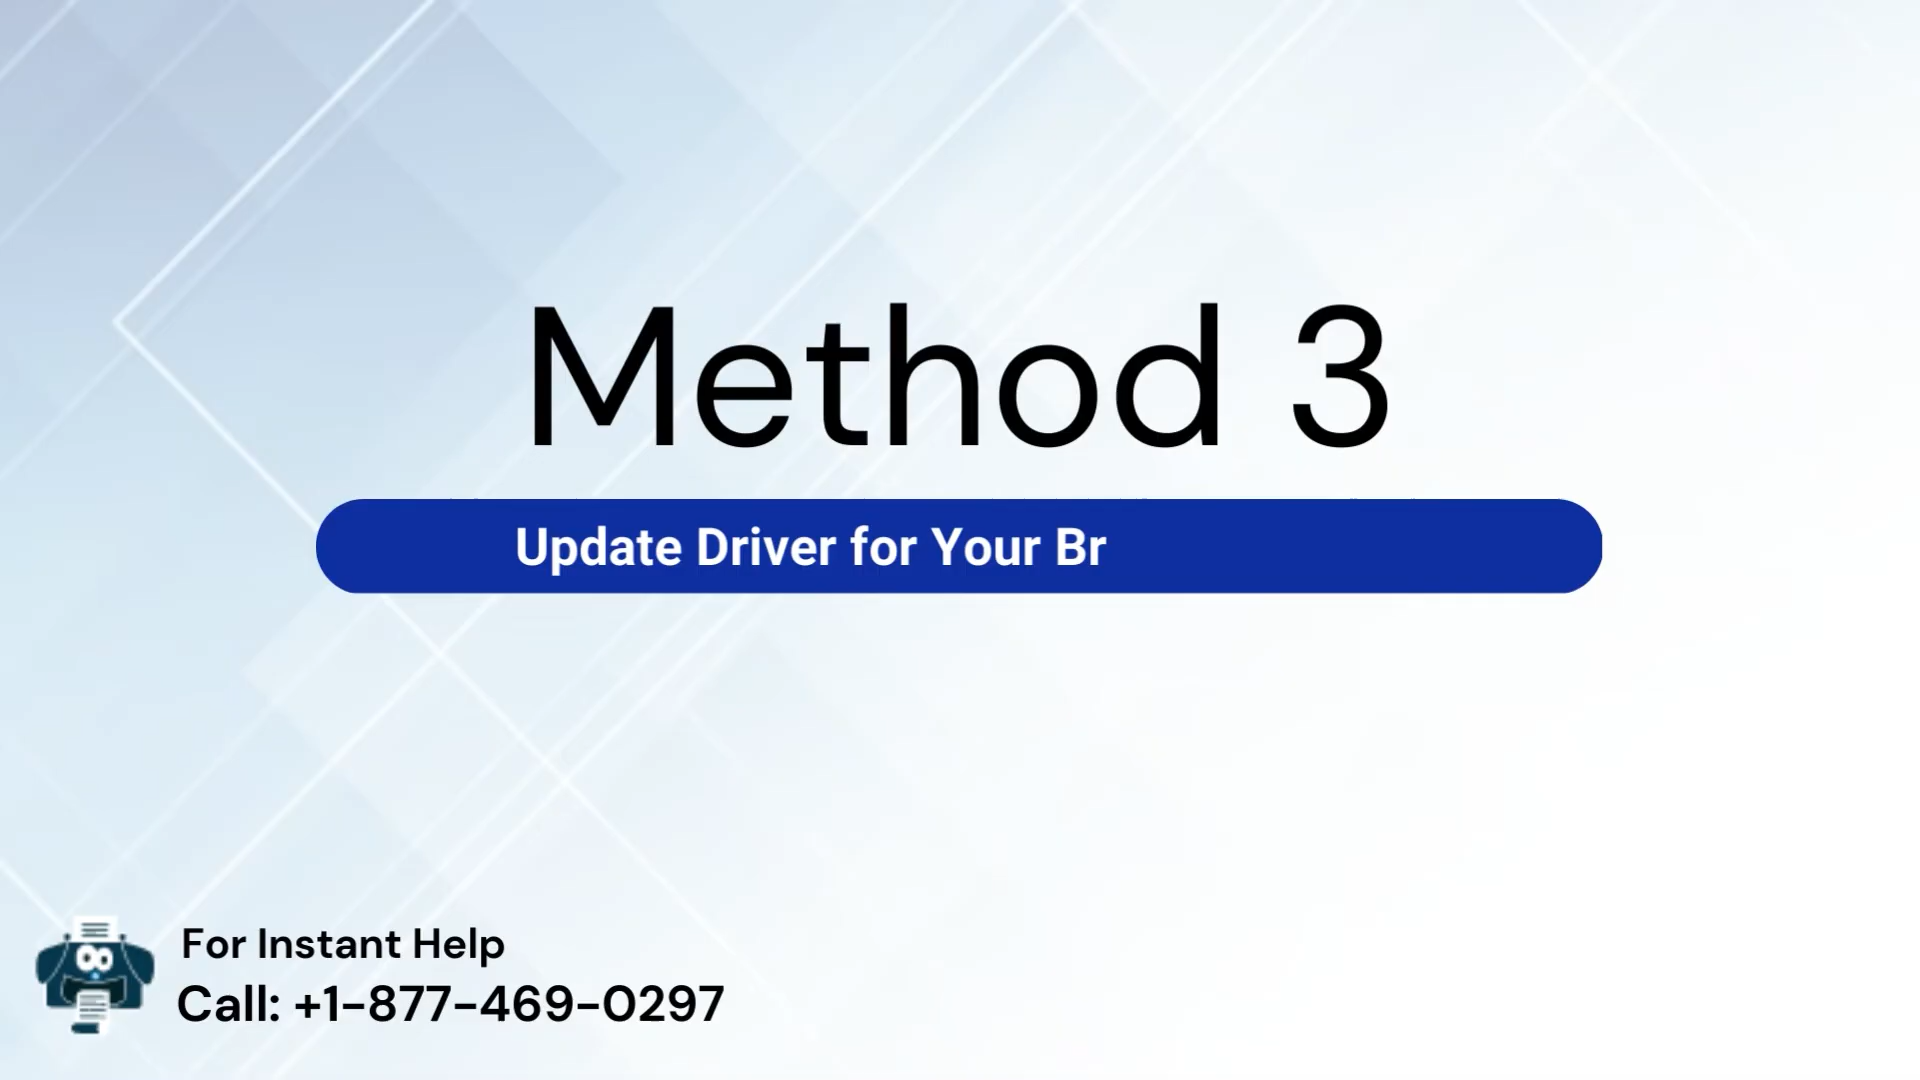 Method 3
Update Driver for Your Br
For Instant Help
Call: +1-877-469-0297